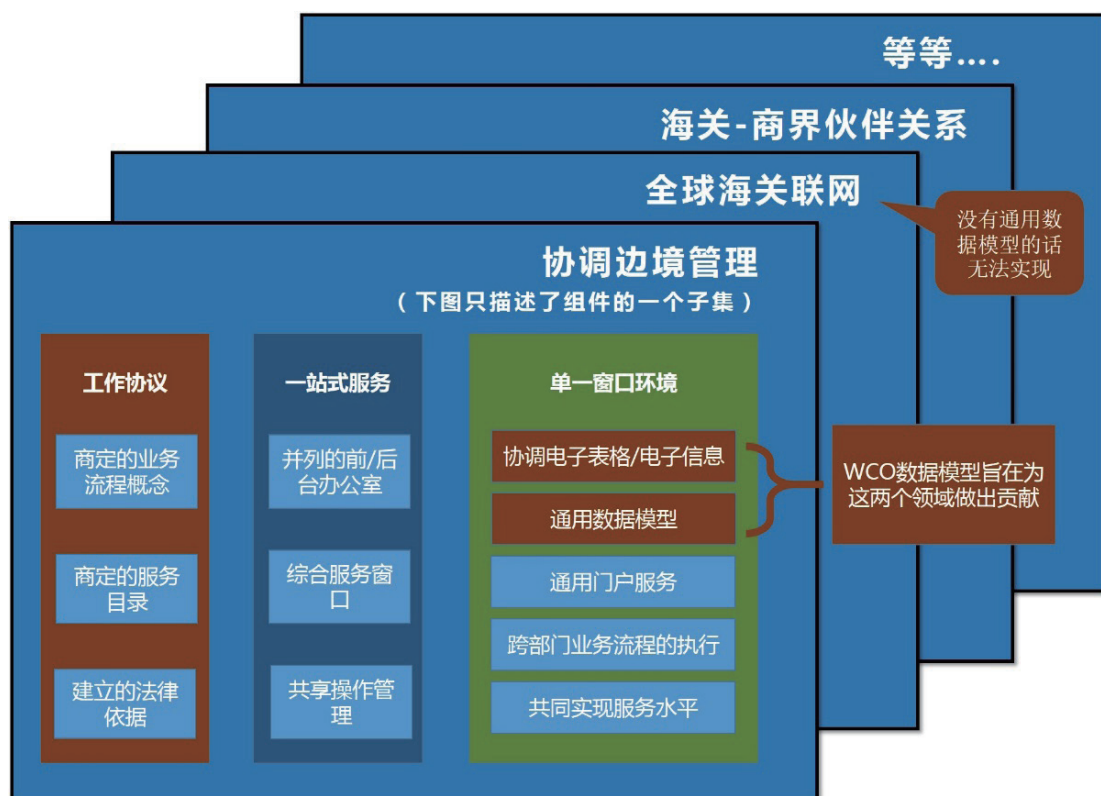 等等....
海关-商界伙伴关系
全球海关联网
没有通用数
据模型的话
无法实现
协调边境管理
（下图只描述了组件的一个子集）
工作协议
商定的业务
流程概念
商定的服务
目录
建立的法律
依据
一站式服务
并列的前/后
台办公室
综合服务窗
口
共享操作管
理
单一窗口环境
协调电子表格/电子信息
通用数据模型
通用门户服务
跨部门业务流程的执行
共同实现服务水平
WCO数据模型旨在为
这两个领域做出贡献